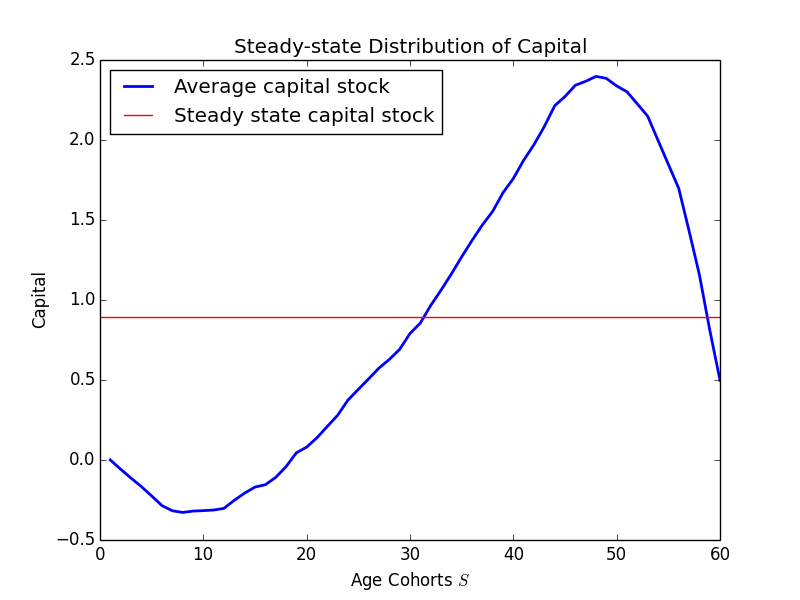 Steady-state Distribution of Capital
Average capital stock
Steady state capital stock
2.5
2.0
1.5
1.0
0.5
0.0
−0.5
Capital
0 10 20 30 40 50 60
Age Cohorts S